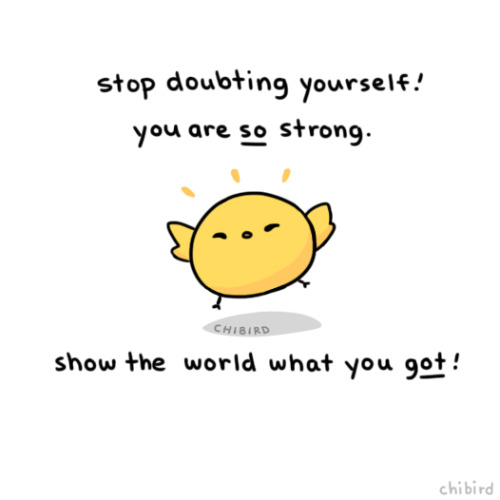 stop doubting yourself!
you are so strong.
CHIBIRD
show the world what you got!
chibird